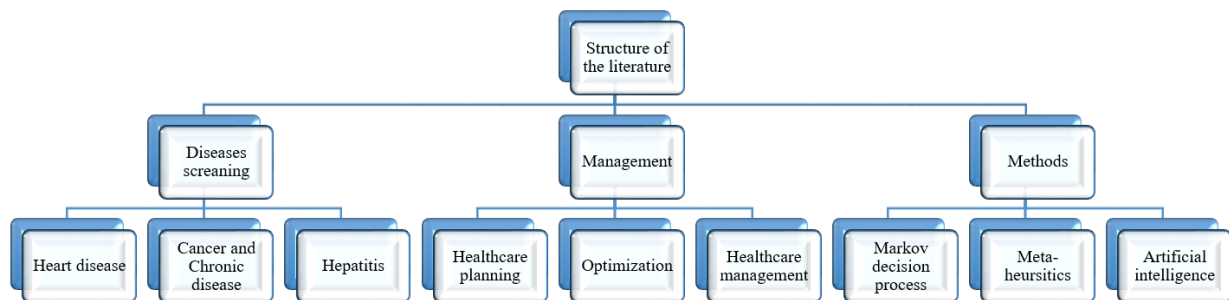 Structure of
the literature
Diseases
screaning
Management
Methods
Heart disease
Cancer and
Chronic
disease
Hepatitis
Healthcare
planning
Optimization
Healthcare
management
Markov
decision
process
Meta-
heursitics
Artificial
intelligence